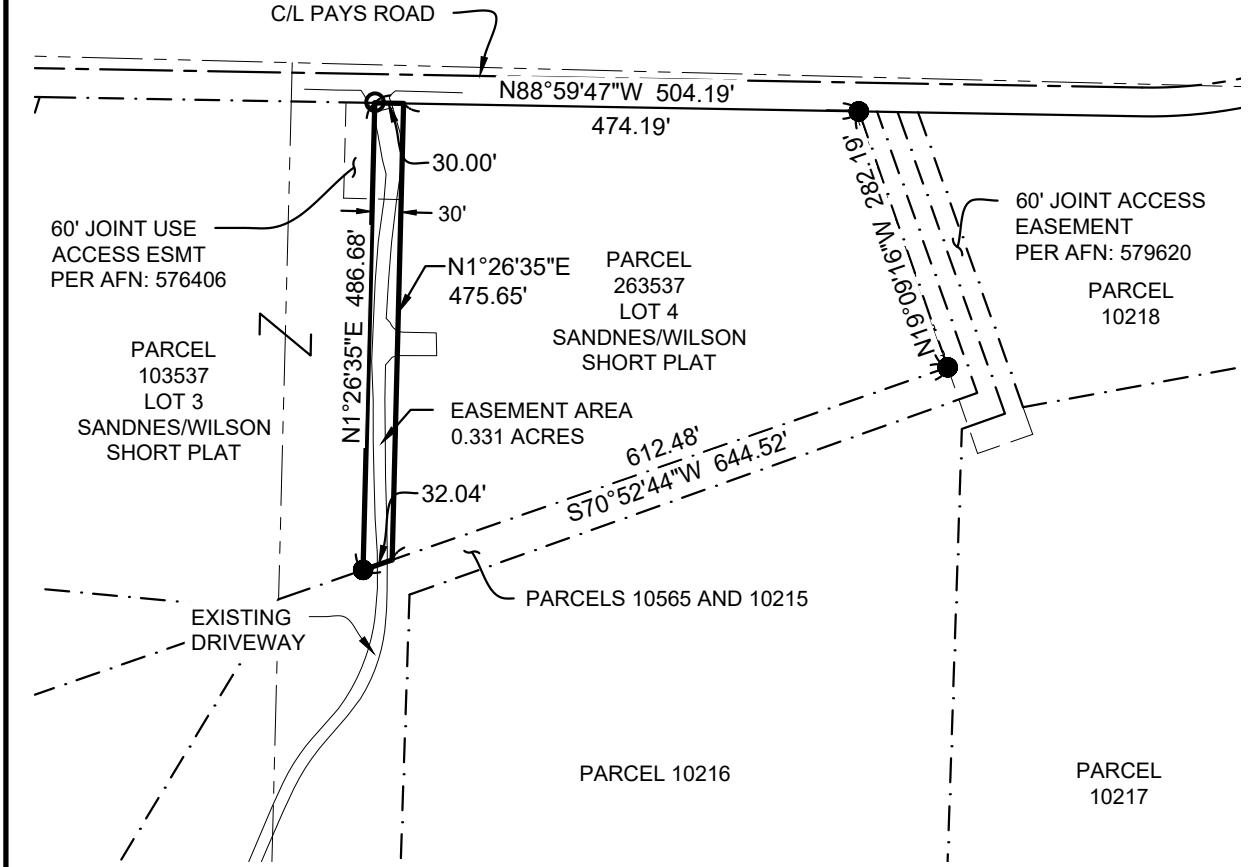 C/L PAYS ROAD
N88°59'47"W 504.19'
474.19'
30.00'
30'
60' JOINT USE
ACCESS ESMT
PER AFN: 576406
N1°26'35"E 486.68'
N1°26'35"E
475.65'
PARCEL
263537
LOT 4
SANDNES/WILSON
SHORT PLAT
N19°09'16"W 282.19'
60' JOINT ACCESS
EASEMENT
PER AFN: 579620
PARCEL
10218
PARCEL
103537
LOT 3
SANDNES/WILSON
SHORT PLAT
EASEMENT AREA
0.331 ACRES
32.04'
612.48'
S70°52'44"W 644.52'
PARCELS 10565 AND 10215
EXISTING
DRIVEWAY
PARCEL 10216
PARCEL
10217